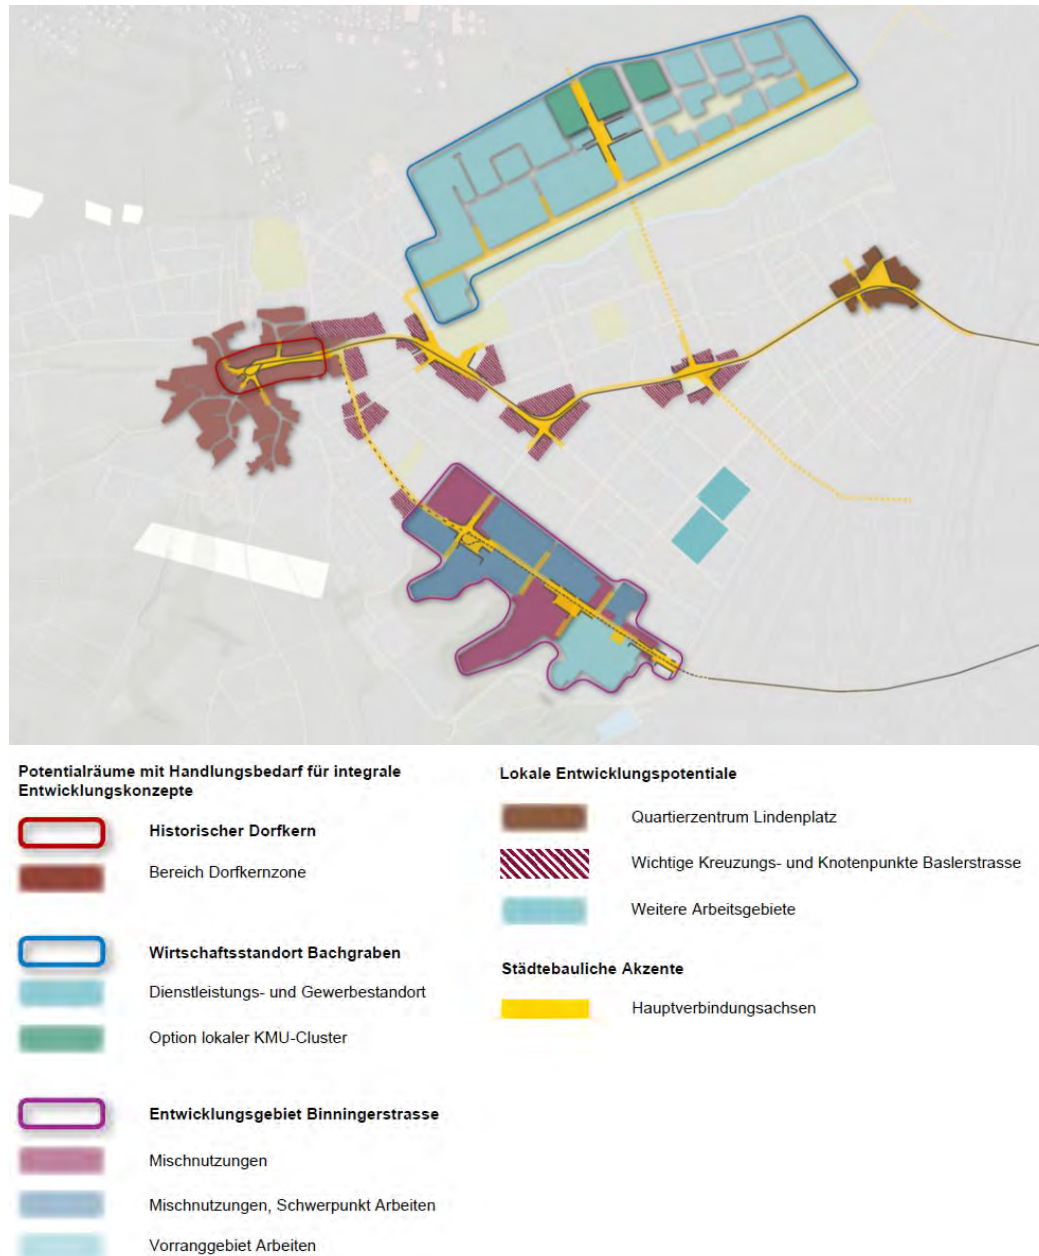 Potentialräume mit Handlungsbedarf für integrale
Entwicklungskonzepte
Historischer Dorfkern
Bereich Dorfkernzone
Wirtschaftsstandort Bachgraben
Dienstleistungs- und Gewerbestandort
Option lokaler KMU-Cluster
Entwicklungsgebiet Binningerstrasse
Mischnutzungen
Mischnutzungen, Schwerpunkt Arbeiten
Vorranggebiet Arbeiten
Lokale Entwicklungspotentiale
Quartierzentrum Lindenplatz
Wichtige Kreuzungs- und Knotenpunkte Baslerstrasse
Weitere Arbeitsgebiete
Städtebauliche Akzente
Hauptverbindungsachsen